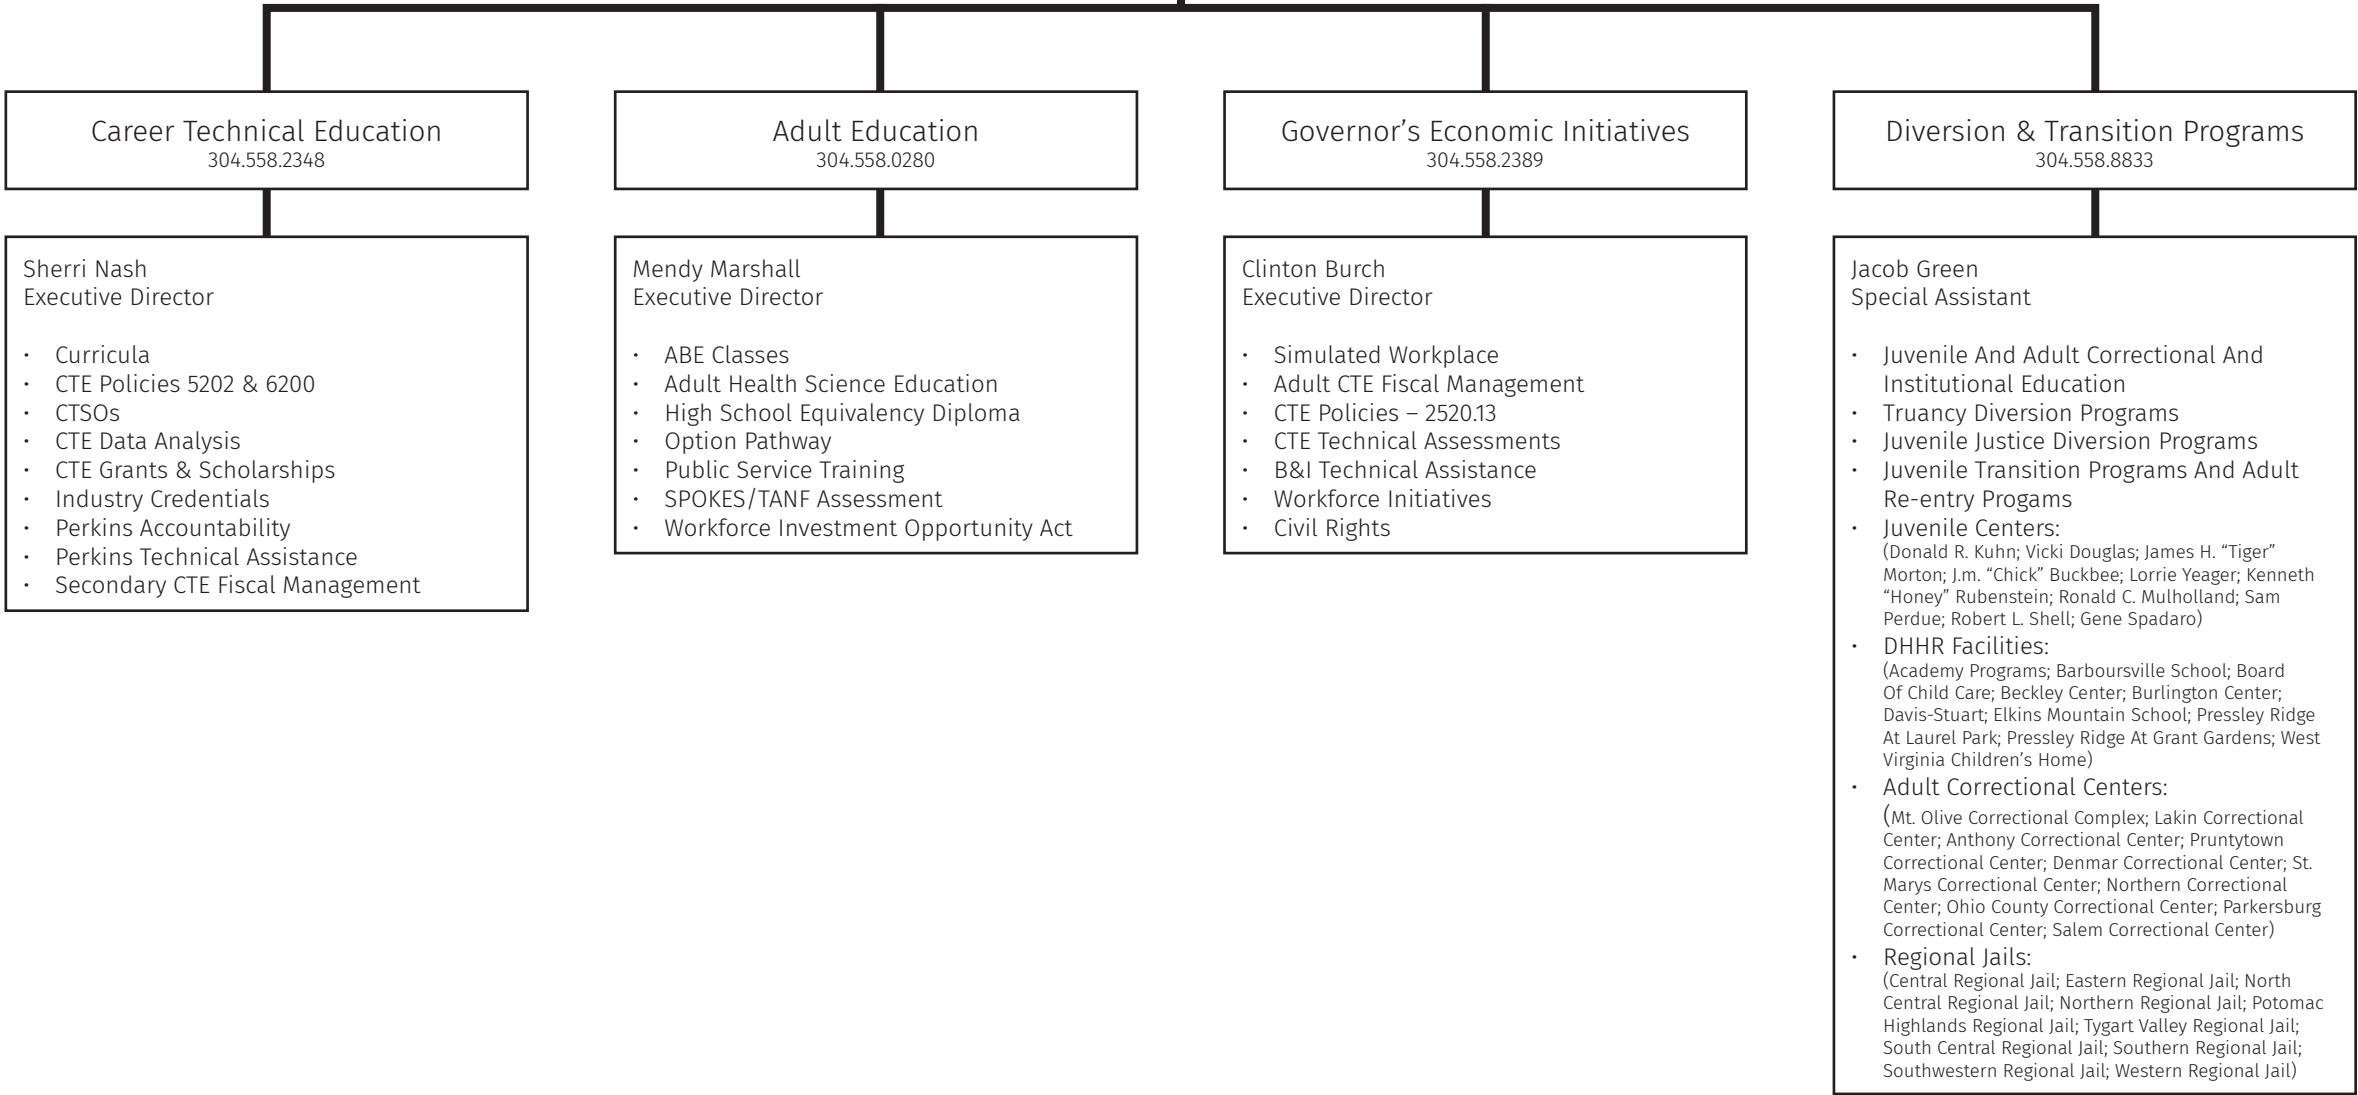 Career Technical Education
304.558.2348
Sherri Nash
Executive Director
· Curricula
· CTE Policies 5202 & 6200
· CTSOs
· CTE Data Analysis
· CTE Grants & Scholarships
· Industry Credentials
· Perkins Accountability
· Perkins Technical Assistance
· Secondary CTE Fiscal Management
Adult Education
304.558.0280
Mendy Marshall
Executive Director
· ABE Classes
· Adult Health Science Education
· High School Equivalency Diploma
· Option Pathway
· Public Service Training
· SPOKES/TANF Assessment
· Workforce Investment Opportunity Act
Governor’s Economic Initiatives
304.558.2389
Clinton Burch
Executive Director
· Simulated Workplace
· Adult CTE Fiscal Management
· CTE Policies – 2520.13
· CTE Technical Assessments
· B&I Technical Assistance
· Workforce Initiatives
· Civil Rights
Diversion & Transition Programs
304.558.8833
Jacob Green
Special Assistant
· Juvenile And Adult Correctional And
Institutional Education
· Truancy Diversion Programs
· Juvenile Justice Diversion Programs
· Juvenile Transition Programs And Adult
Re-entry Progams
· Juvenile Centers:
(Donald R. Kuhn; Vicki Douglas; James H. “Tiger”
Morton; J.m. “Chick” Buckbee; Lorrie Yeager; Kenneth
“Honey” Rubenstein; Ronald C. Mulholland; Sam
Perdue; Robert L. Shell; Gene Spadaro)
· DHHR Facilities:
(Academy Programs; Barboursville School; Board
Of Child Care; Beckley Center; Burlington Center;
Davis-Stuart; Elkins Mountain School; Pressley Ridge
At Laurel Park; Pressley Ridge At Grant Gardens; West
Virginia Children’s Home)
· Adult Correctional Centers:
(Mt. Olive Correctional Complex; Lakin Correctional
Center; Anthony Correctional Center; Pruntytown
Correctional Center; Denmar Correctional Center; St.
Marys Correctional Center; Northern Correctional
Center; Ohio County Correctional Center; Parkersburg
Correctional Center; Salem Correctional Center)
· Regional Jails:
(Central Regional Jail; Eastern Regional Jail; North
Central Regional Jail; Northern Regional Jail; Potomac
Highlands Regional Jail; Tygart Valley Regional Jail;
South Central Regional Jail; Southern Regional Jail;
Southwestern Regional Jail; Western Regional Jail)